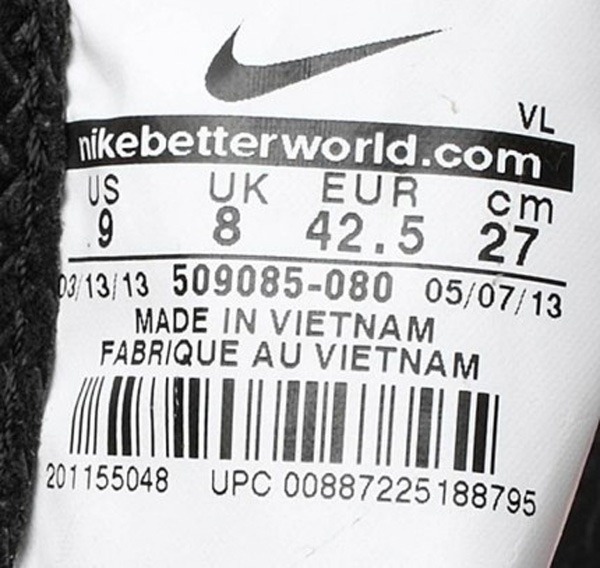 VL
nikebetterworld.com
US UK EUR cm
9 8 42.5 27
03/13/13 509085-080 05/07/13
MADE IN VIETNAM
FABRIQUE AU VIETNAM
201155048 UPC 00887225188795